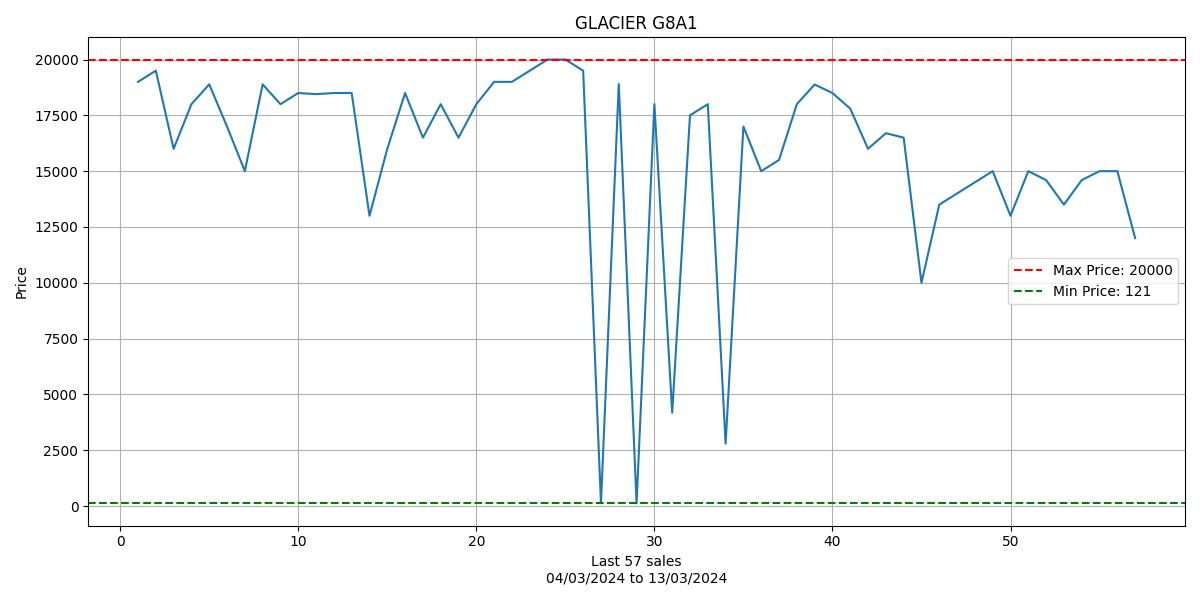 GLACIER G8A1
20000
17500
15000
12500
10000
7500
5000
2500
0
Price
Max Price: 20000
Min Price: 121
0 10 20 30 40 50
Last 57 sales
04/03/2024 to 13/03/2024